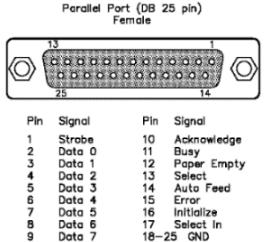 Parallel Port (DB 25 pin)
Female
13 1
25 14
Pin Signal Pin Signal
1 Strobe 10 Acknowledge
2 Data 0 11 Busy
3 Data 1 12 Paper Empty
4 Data 2 13 Select
5 Data 3 14 Auto Feed
6 Data 4 15 Error
7 Data 5 16 Initialize
8 Data 6 17 Select In
9 Data 7 18-25 GND